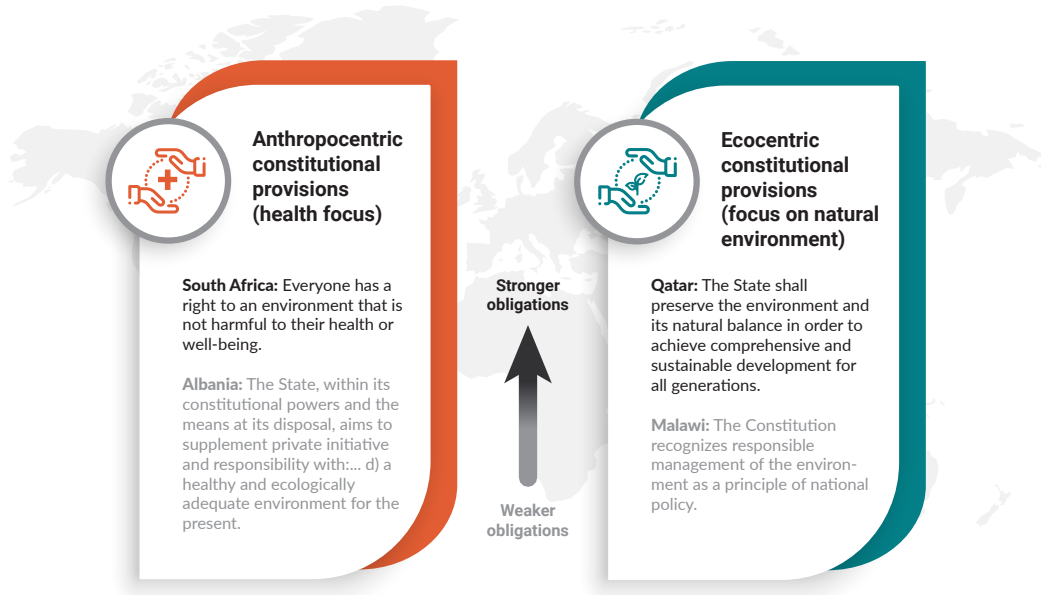 Anthropocentric
constitutional
provisions
(health focus)
South Africa: Everyone has a
right to an environment that is
not harmful to their health or
well-being.
Albania: The State, within its
constitutional powers and the
means at its disposal, aims to
supplement private initiative
and responsibility with:... d) a
healthy and ecologically
adequate environment for the
present.
Stronger
obligations
Weaker
obligations
Ecocentric
constitutional
provisions
(focus on natural
environment)
Qatar: The State shall
preserve the environment and
its natural balance in order to
achieve comprehensive and
sustainable development for
all generations.
Malawi: The Constitution
recognizes responsible
management of the environ-
ment as a principle of national
policy.